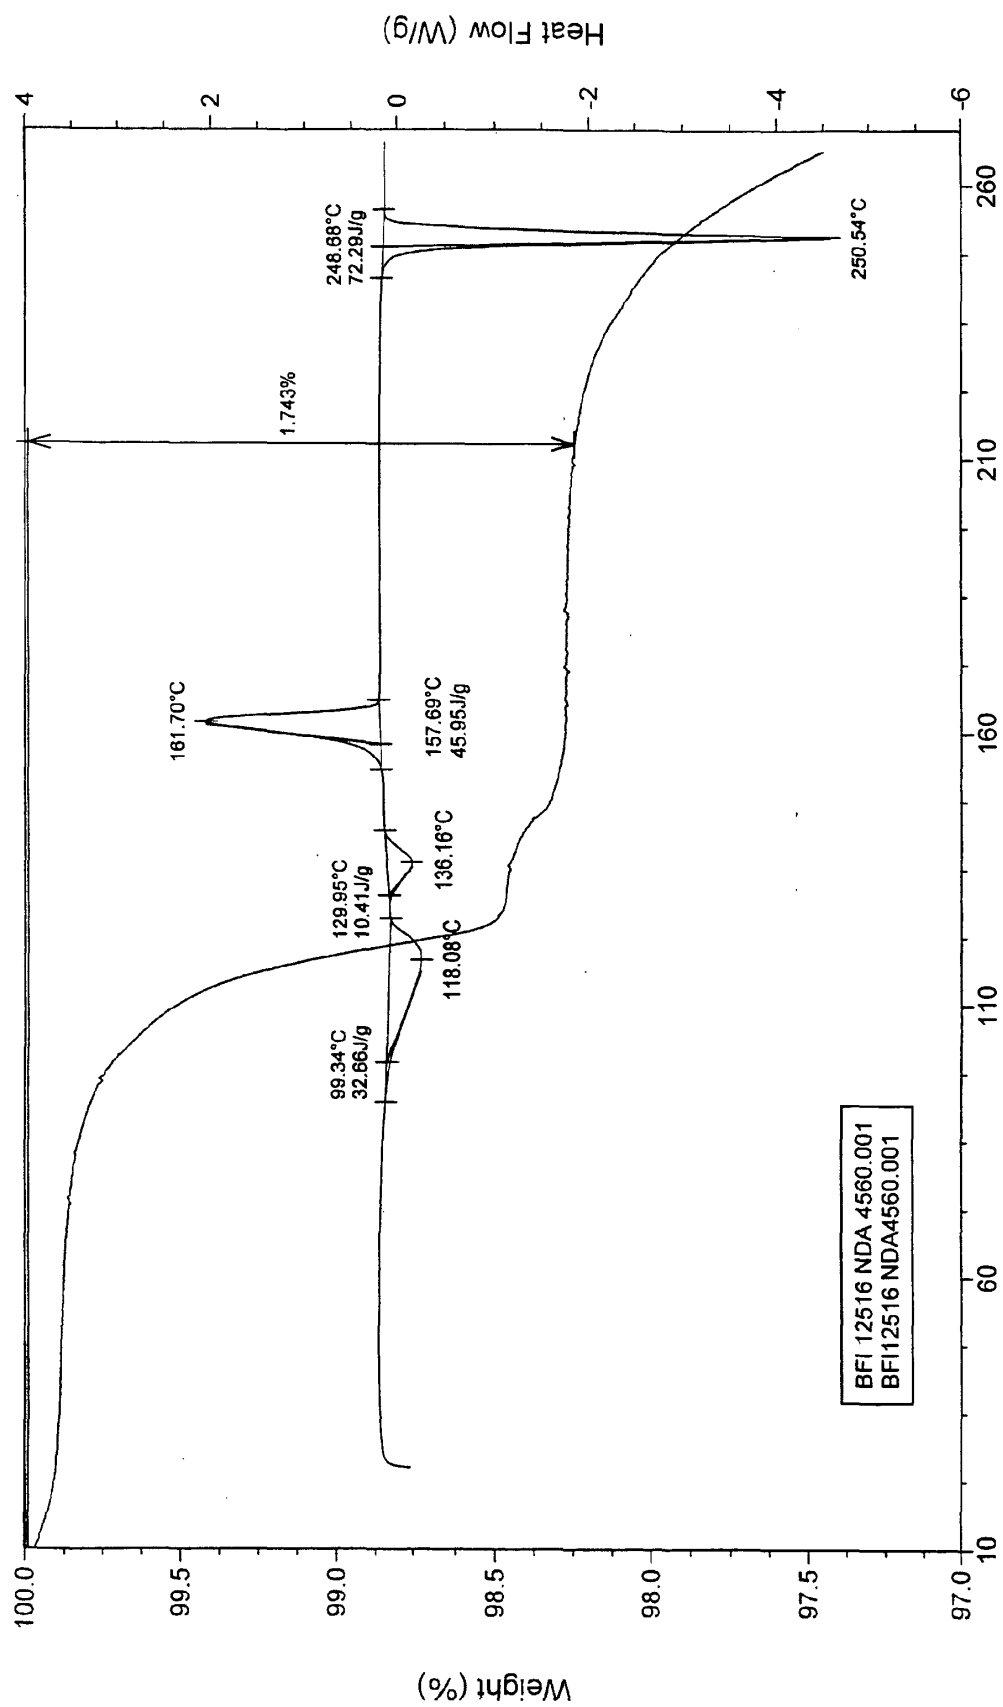 Weight (%)
100.0
99.5
99.0
98.5
98.0
97.5
97.0
10
60
110
160
210
260
Heat Flow (W/g)
4
2
0
-2
-4
-6
99.34°C
32.66J/g
118.08°C
129.95°C
10.41J/g
136.16°C
161.70°C
157.69°C
45.95J/g
1.743%
248.68°C
72.29J/g
250.54°C
BFI 12516 NDA 4560.001
BFI12516 NDA4560.001